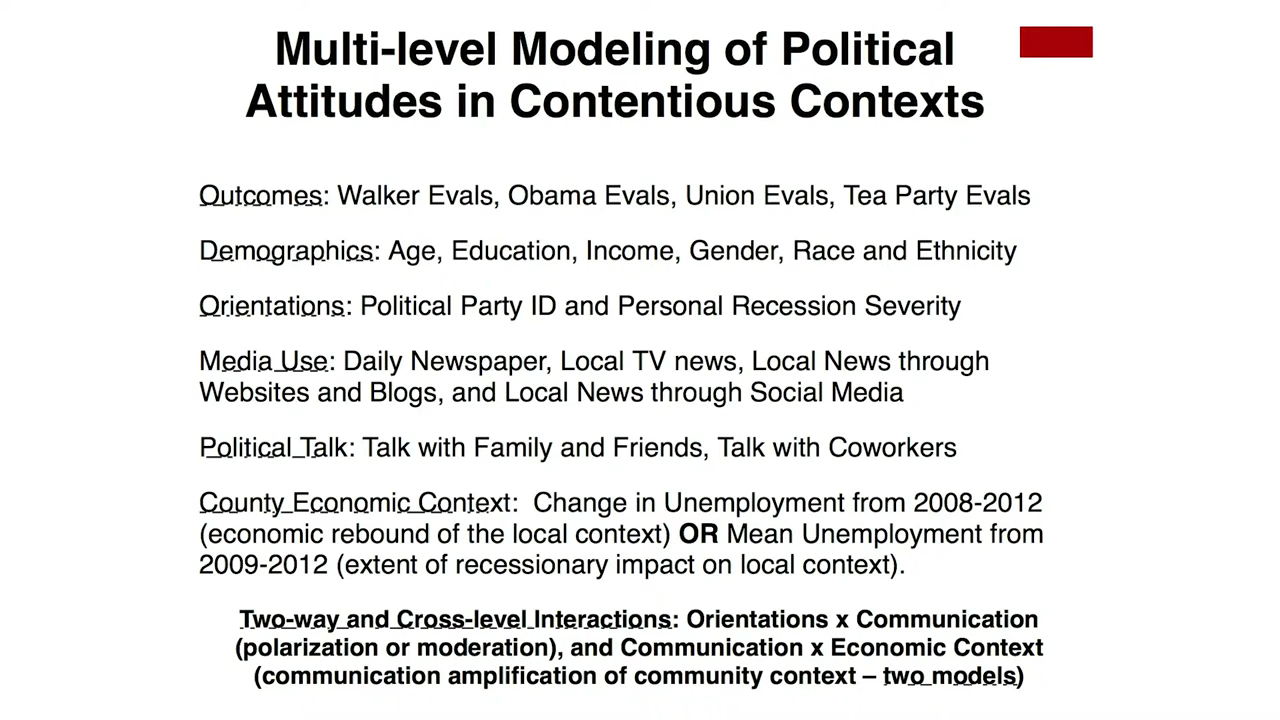 Multi-level Modeling of Political
Attitudes in Contentious Contexts
Outcomes: Walker Evals, Obama Evals, Union Evals, Tea Party Evals
Demographics: Age, Education, Income, Gender, Race and Ethnicity
Orientations: Political Party ID and Personal Recession Severity
Media Use: Daily Newspaper, Local TV news, Local News through
Websites and Blogs, and Local News through Social Media
Political Talk: Talk with Family and Friends, Talk with Coworkers
County Economic Context:  Change in Unemployment from 2008-2012
(economic rebound of the local context) OR Mean Unemployment from
2009-2012 (extent of recessionary impact on local context).
Two-way and Cross-level Interactions: Orientations x Communication
(polarization or moderation), and Communication x Economic Context
(communication amplification of community context – two models)